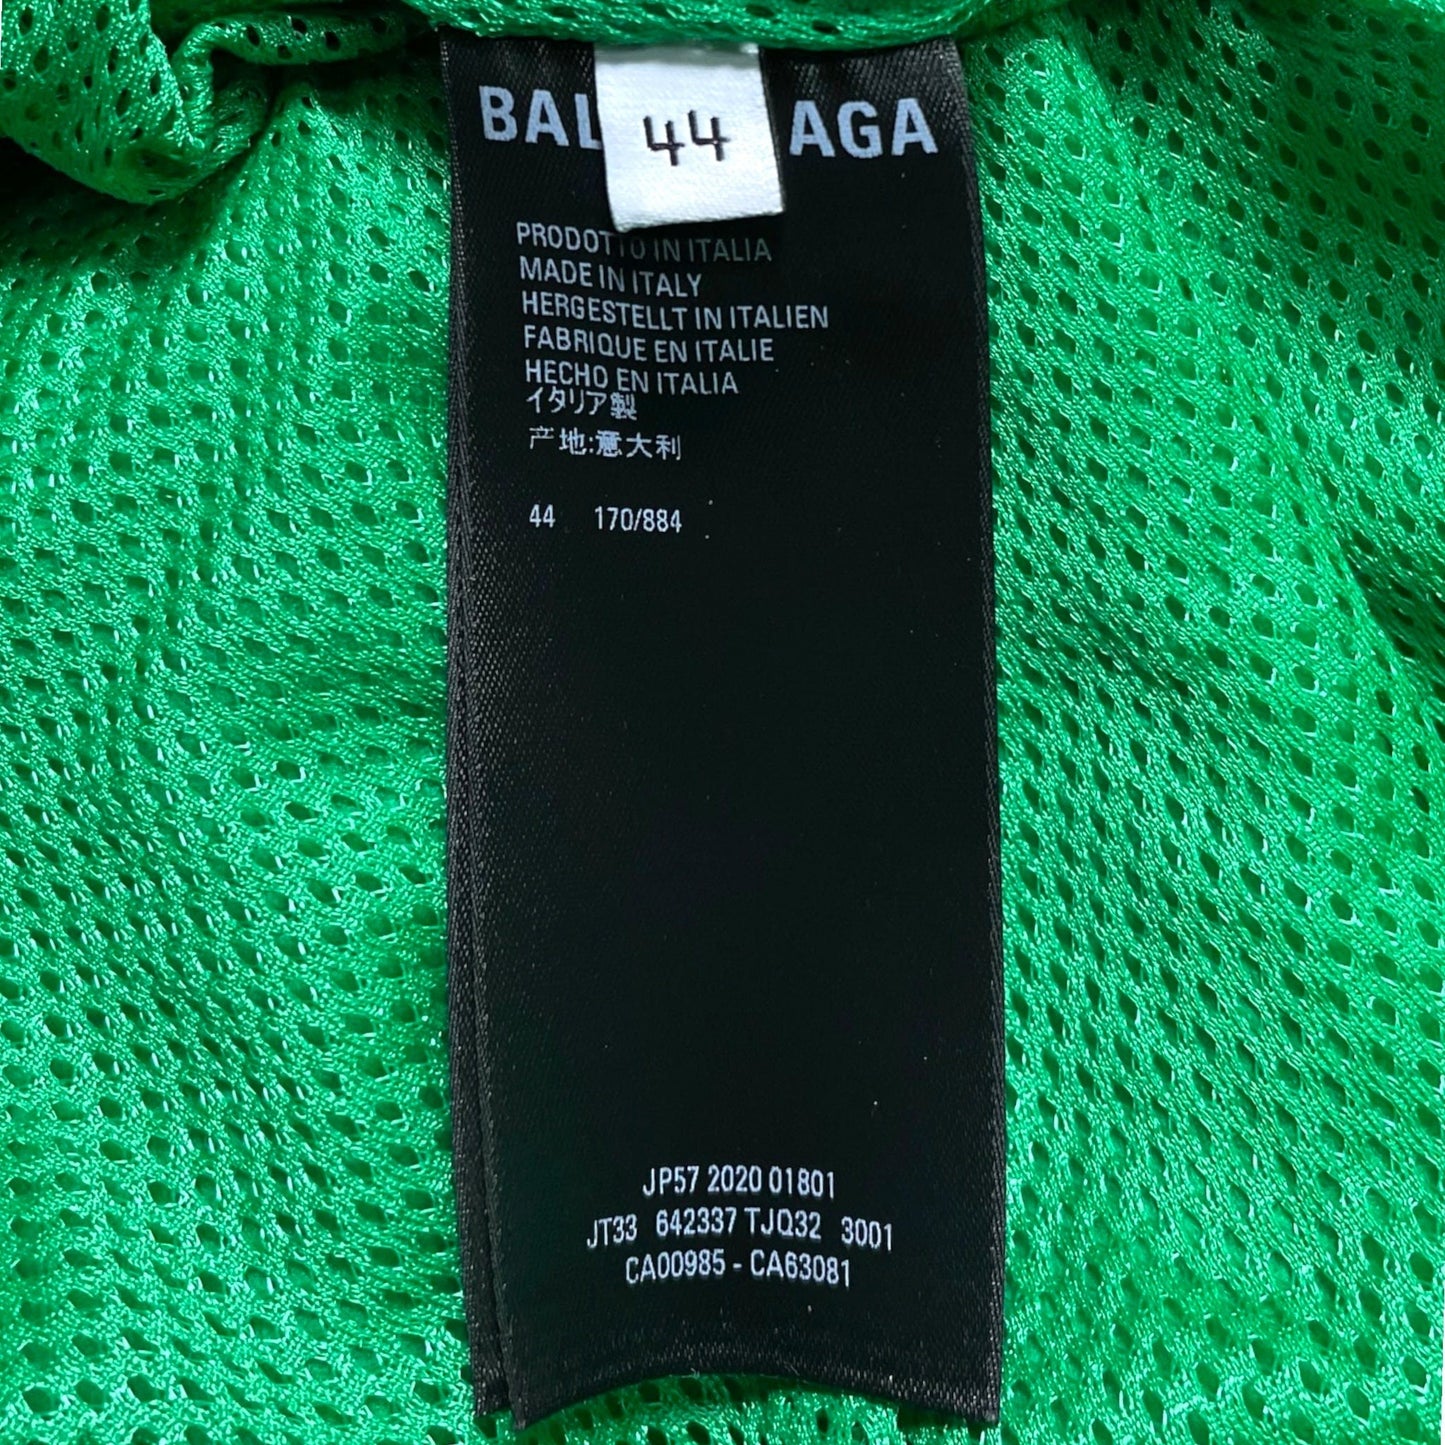 BAL AGA
44
PRODOTTO IN ITALIA
MADE IN ITALY
HERGESTELLT IN ITALIEN
FABRIQUE EN ITALIE
HECHO EN ITALIA
イタリア製
产地:意大利
44 170/884
JP57 2020 01801
JT33 642337 TJQ32 3001
CA00985 - CA63081